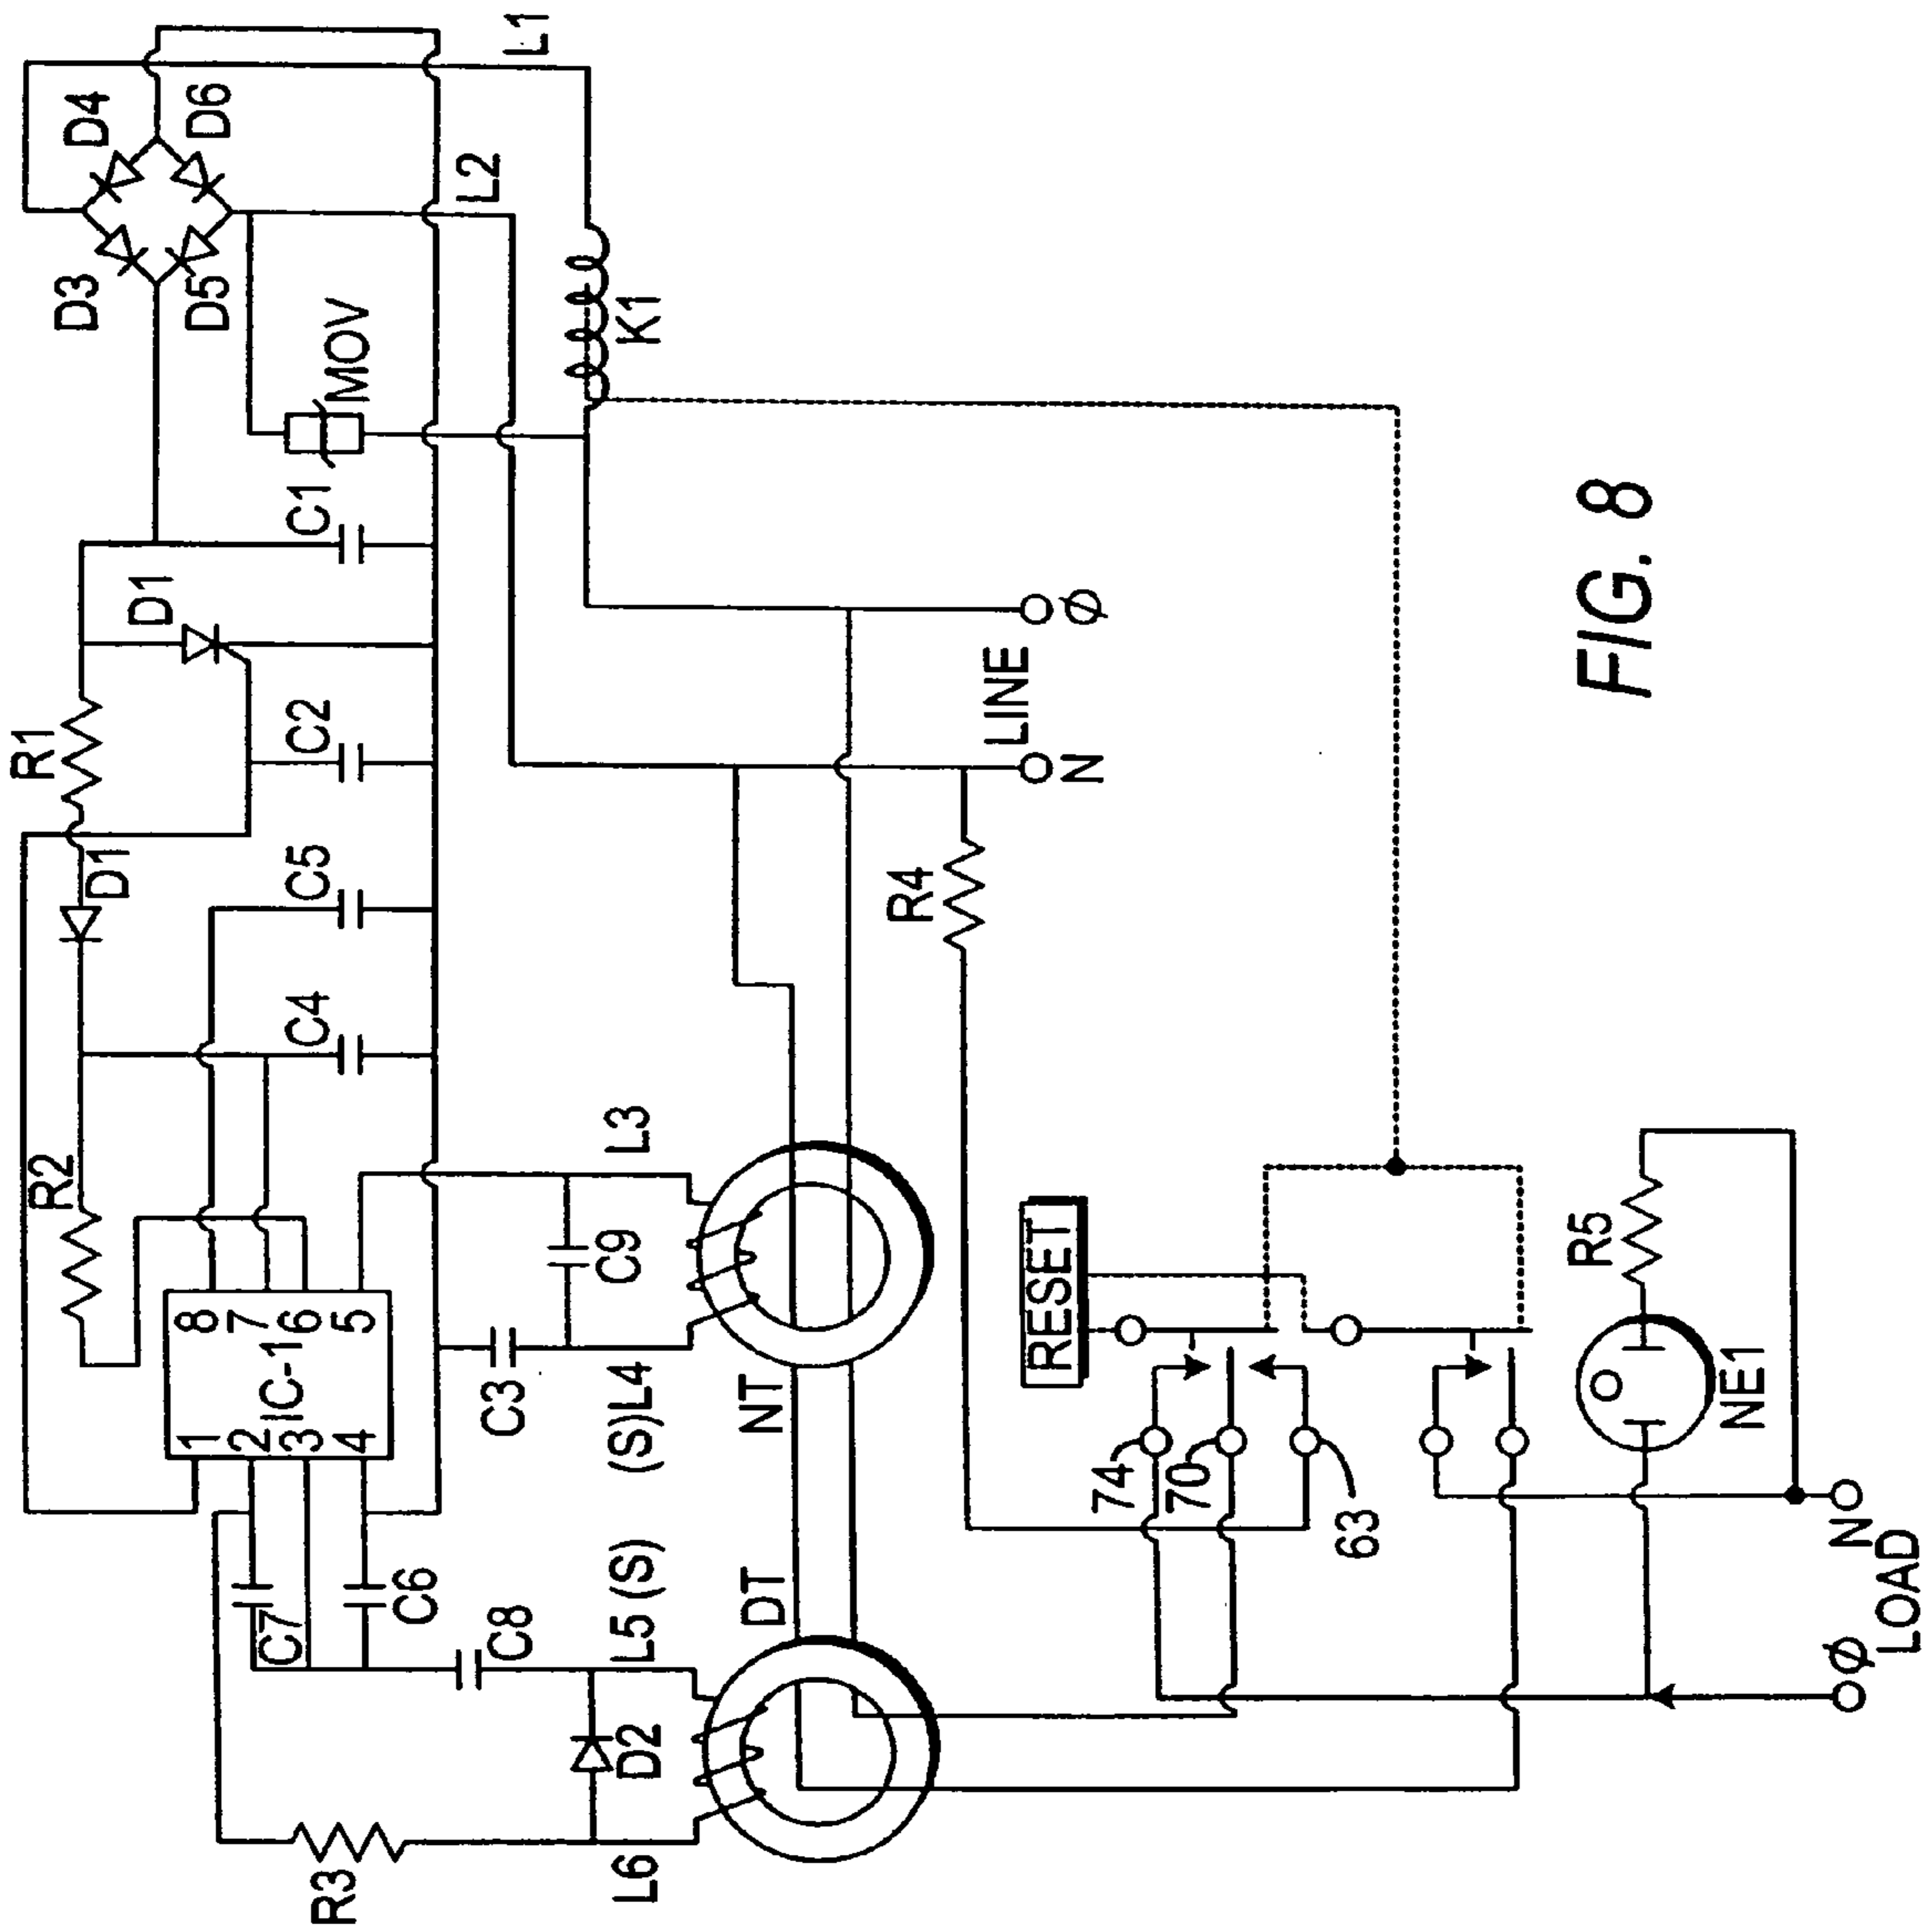 R1
R2
D3
D4
D1
D1
1
8
2
7
IC-1
3
6
4
5
D5
D6
C7
C4
C5
C2
C1
R3
MOV
C6
L2
C8
C3
L1
C9
L6
L5 (S)
(S)L4
L3
D2
K1
DT
NT
R4
LINE
RESET
N
Ø
74
70
63
R5
FIG. 8
NE1
Ø
N
LOAD